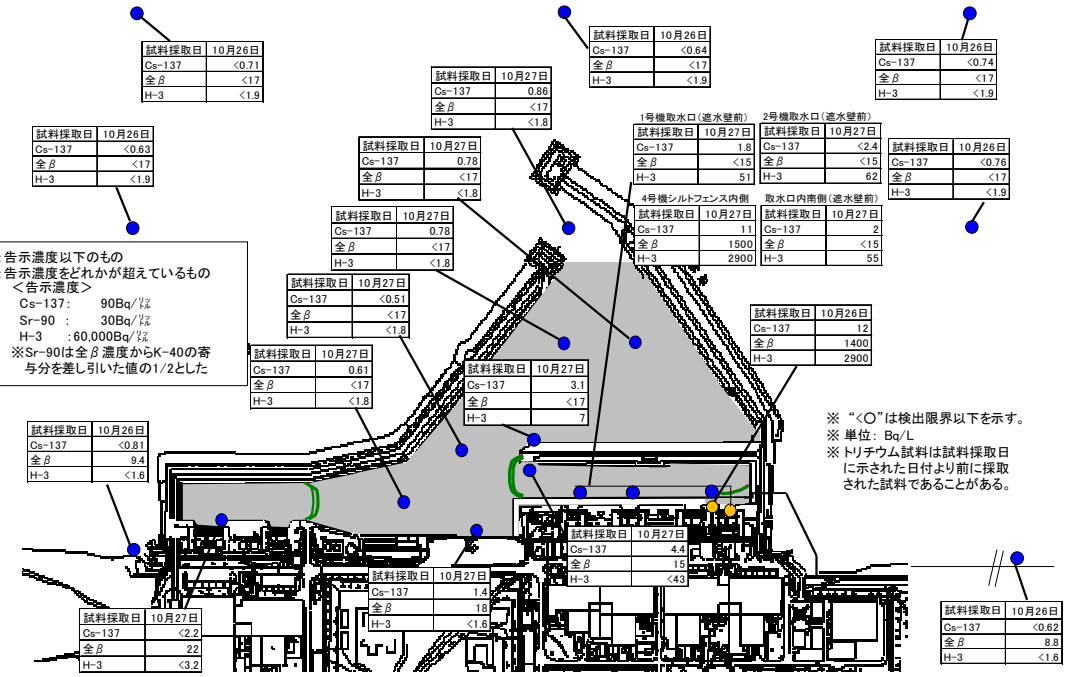 試料採取日 10月26日
Cs-137 <0.71
全β <17
H-3 <1.9
試料採取日 10月26日
Cs-137 <0.64
全β <17
H-3 <1.9
試料採取日 10月26日
Cs-137 <0.74
全β <17
H-3 <1.9
試料採取日 10月27日
Cs-137 0.86
全β <17
H-3 <1.8
試料採取日 10月26日
Cs-137 <0.63
全β <17
H-3 <1.9
試料採取日 10月27日
Cs-137 0.78
全β <17
H-3 <1.8
1号機取水口(遮水壁前)
試料採取日 10月27日
Cs-137 1.8
全β <15
H-3 51
2号機取水口(遮水壁前)
試料採取日 10月27日
Cs-137 <2.4
全β <15
H-3 62
試料採取日 10月26日
Cs-137 <0.76
全β <17
H-3 <1.9
4号機シルトフェンス内側
試料採取日 10月27日
Cs-137 11
全β 1500
H-3 2900
取水口内南側(遮水壁前)
試料採取日 10月27日
Cs-137 2
全β <15
H-3 55
試料採取日 10月27日
Cs-137 0.78
全β <17
H-3 <1.8
:告示濃度以下のもの
:告示濃度をどれかが超えているもの
<告示濃度>
Cs-137: 90Bq/㍑
Sr-90 : 30Bq/㍑
H-3 :60,000Bq/㍑
※Sr-90は全β濃度からK-40の寄
与分を差し引いた値の1/2とした
試料採取日 10月27日
Cs-137 <0.51
全β <17
H-3 <1.8
試料採取日 10月26日
Cs-137 12
全β 1400
H-3 2900
試料採取日 10月27日
Cs-137 0.61
全β <17
H-3 <1.8
試料採取日 10月27日
Cs-137 3.1
全β <17
H-3 7
※ “<○”は検出限界以下を示す。
※ 単位: Bq/L
※ トリチウム試料は試料採取日
に示された日付より前に採取
された試料であることがある。
試料採取日 10月26日
Cs-137 <0.81
全β 9.4
H-3 <1.6
試料採取日 10月27日
Cs-137 4.4
全β 15
H-3 <43
試料採取日 10月27日
Cs-137 1.4
全β 18
H-3 <1.6
試料採取日 10月27日
Cs-137 <2.2
全β 22
H-3 <3.2
試料採取日 10月26日
Cs-137 <0.62
全β 8.8
H-3 <1.6